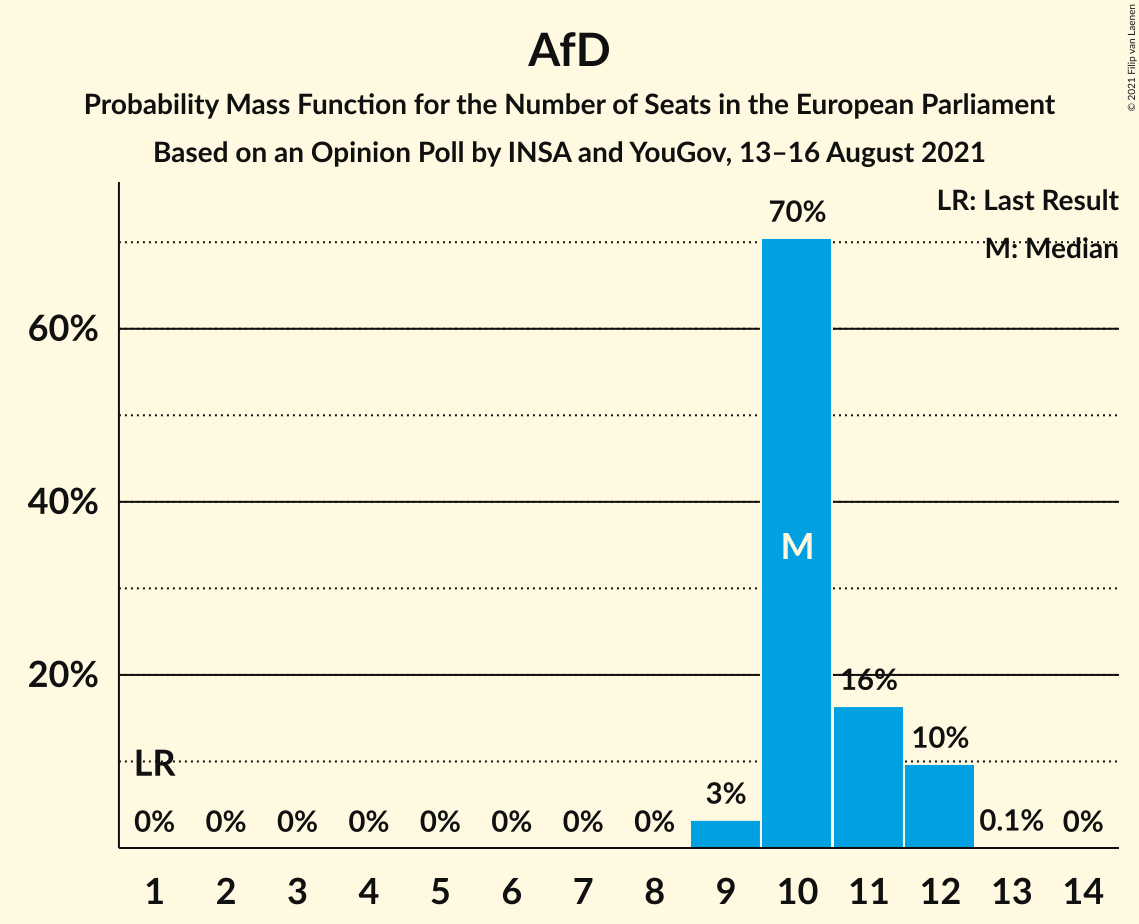 AfD
Probability Mass Function for the Number of Seats in the European Parliament
Based on an Opinion Poll by INSA and YouGov, 13–16 August 2021
© 2021 Filip van Laenen
LR: Last Result
M: Median
70%
60%
40%
M
20%
16%
10%
LR
3%
0% 0% 0% 0% 0% 0% 0% 0% 0.1% 0%
1 2 3 4 5 6 7 8 9 10 11 12 13 14